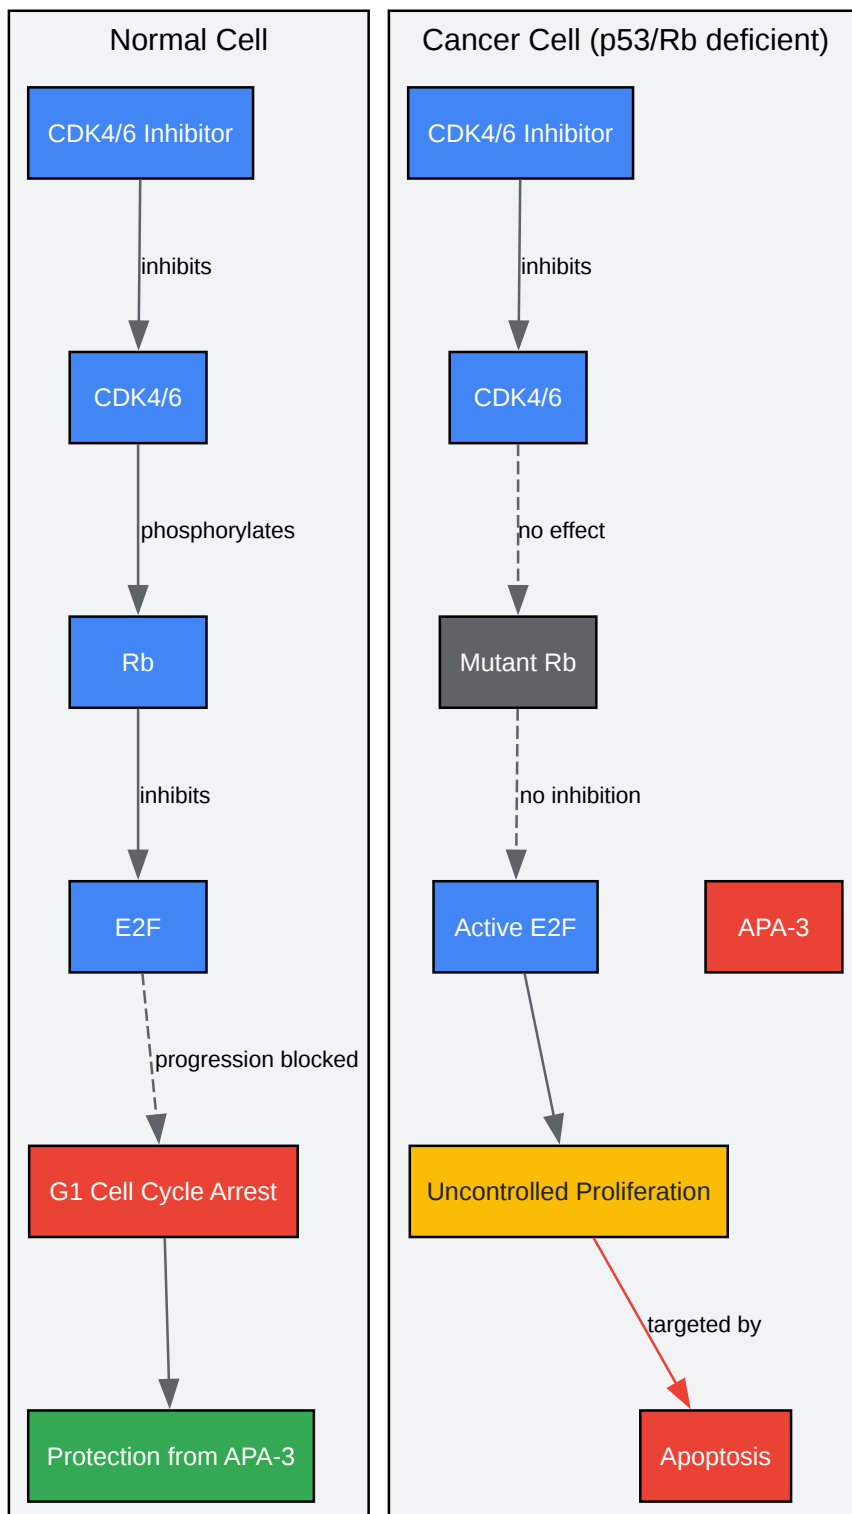 Normal Cell
CDK4/6 Inhibitor
inhibits
CDK4/6
phosphorylates
Rb
inhibits
E2F
progression blocked
G1 Cell Cycle Arrest
Protection from APA-3
Cancer Cell (p53/Rb deficient)
CDK4/6 Inhibitor
inhibits
CDK4/6
no effect
Mutant Rb
no inhibition
Active E2F
APA-3
Uncontrolled Proliferation
targeted by
Apoptosis